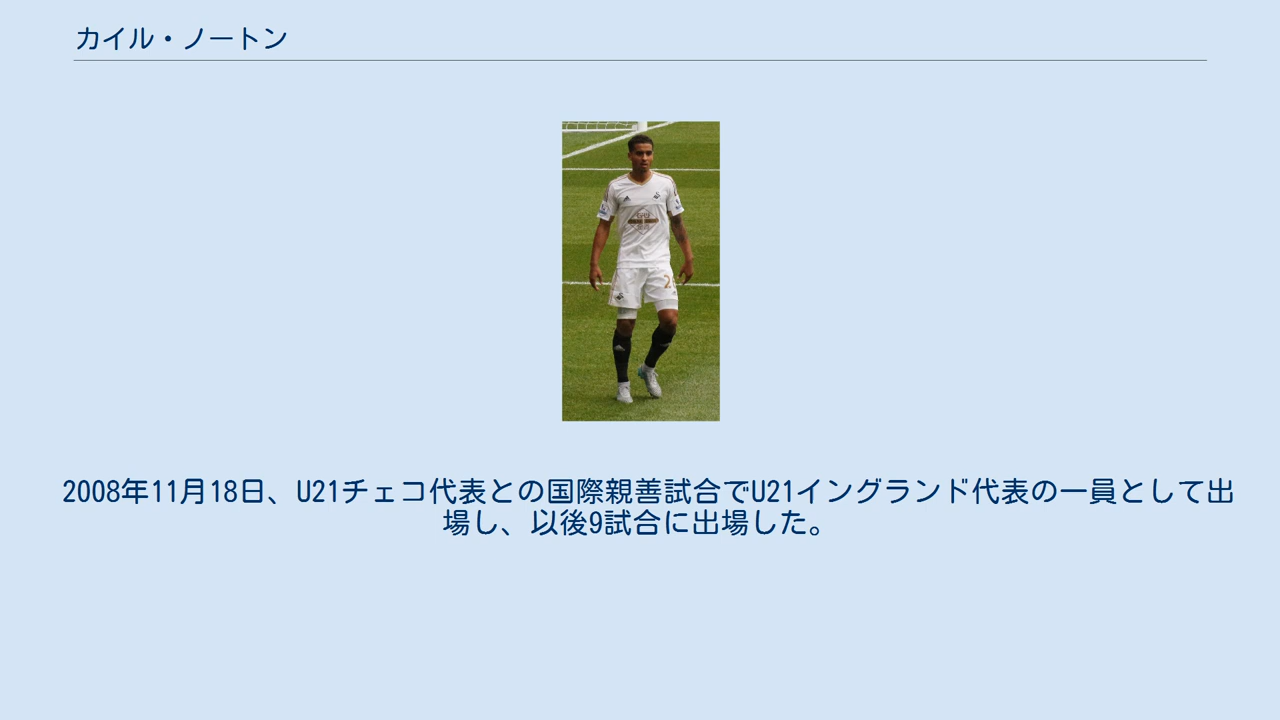 カイル・ノートン
2008年11月18日、U21チェコ代表との国際親善試合でU21イングランド代表の一員として出
場し、以後9試合に出場した。